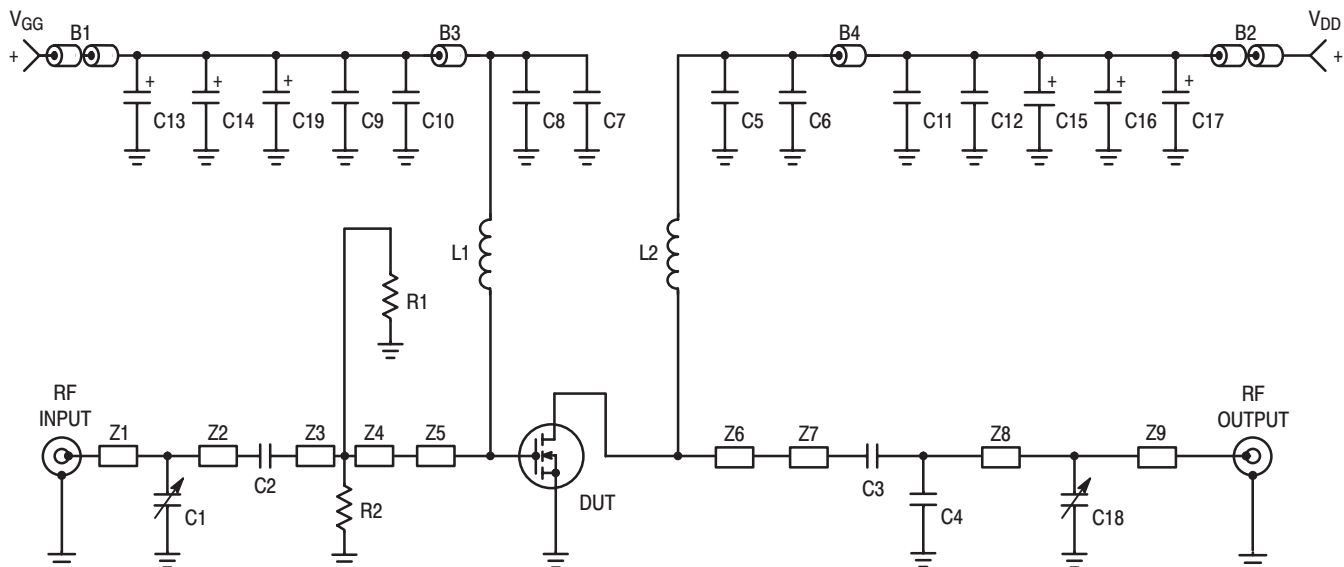 VGG
B1
B3
B4
B2
VDD
+
+
+
+
+
+
+
+
C13
C14
C19
C9
C10
C8
C7
C5
C6
C11
C12
C15
C16
C17
L1
L2
R1
RF
INPUT
RF
OUTPUT
Z1
Z2
Z3
Z4
Z5
Z6
Z7
Z8
Z9
C2
C3
C1
R2
DUT
C4
C18